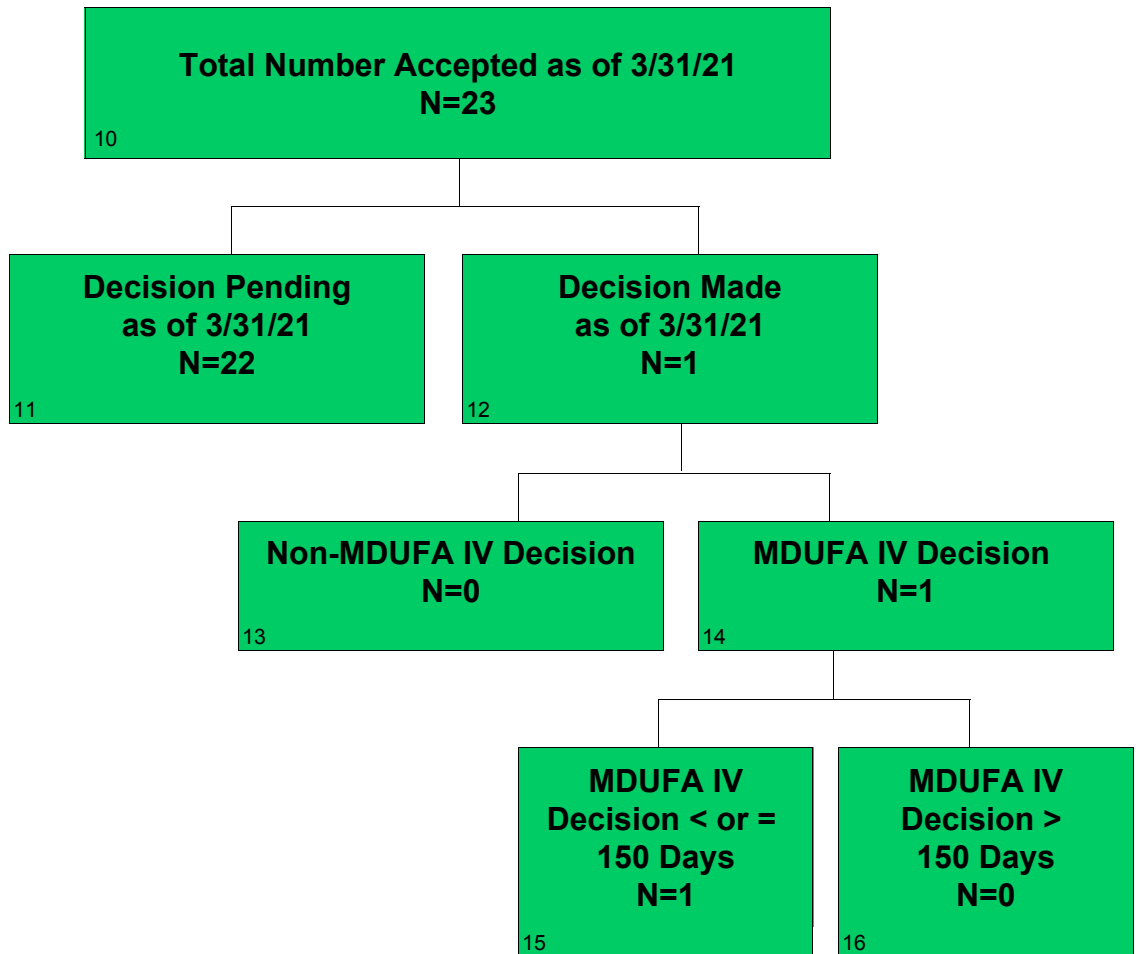 Total Number Accepted as of 3/31/21
N=23
10
Decision Pending
as of 3/31/21
N=22
11
Decision Made
as of 3/31/21
N=1
12
Non-MDUFA IV Decision
N=0
13
MDUFA IV Decision
N=1
14
MDUFA IV
Decision < or =
150 Days
N=1
15
MDUFA IV
Decision >
150 Days
N=0
16